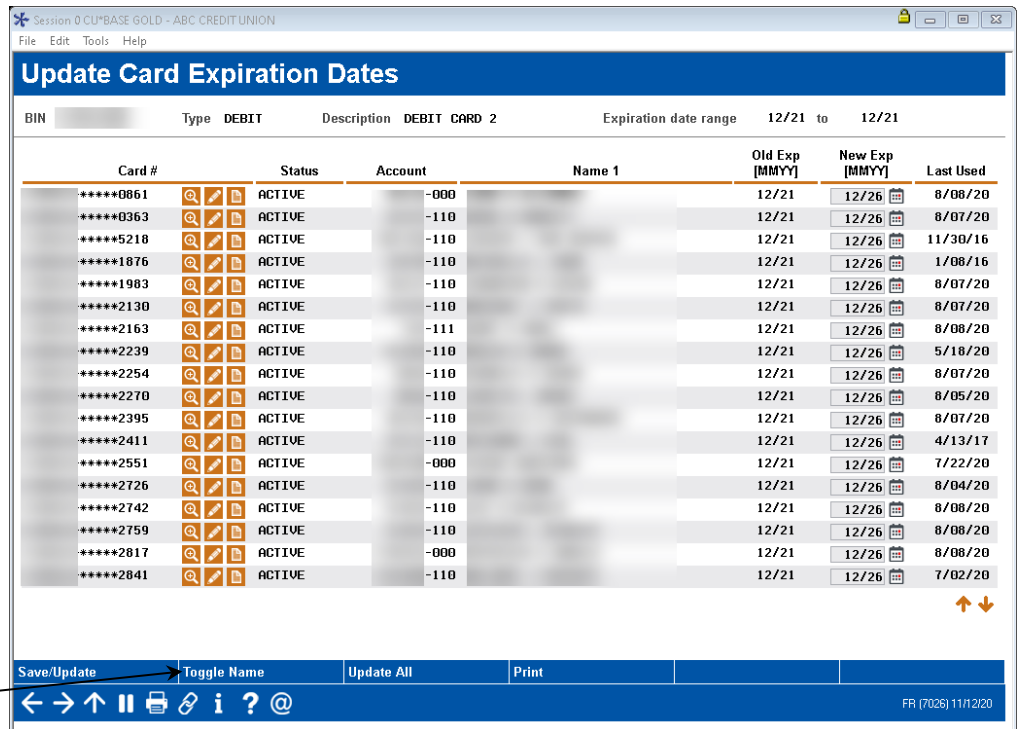 Session 0 CU*BASE GOLD - ABC CREDIT UNION
File Edit Tools Help
Update Card Expiration Dates
BIN Type DEBIT Description DEBIT CARD 2 Expiration date range 12/21 to 12/21
Card # Status Account Name 1 Old Exp [MMYY] New Exp [MMYY] Last Used
*****0861 ACTIVE -000 12/21 12/26 8/08/20
*****0363 ACTIVE -110 12/21 12/26 8/07/20
*****5218 ACTIVE -110 12/21 12/26 11/30/16
*****1876 ACTIVE -110 12/21 12/26 1/08/16
*****1983 ACTIVE -110 12/21 12/26 8/07/20
*****2130 ACTIVE -110 12/21 12/26 8/07/20
*****2163 ACTIVE -111 12/21 12/26 8/08/20
*****2239 ACTIVE -110 12/21 12/26 5/18/20
*****2254 ACTIVE -110 12/21 12/26 8/07/20
*****2270 ACTIVE -110 12/21 12/26 8/05/20
*****2395 ACTIVE -110 12/21 12/26 8/07/20
*****2411 ACTIVE -110 12/21 12/26 4/13/17
*****2551 ACTIVE -000 12/21 12/26 7/22/20
*****2726 ACTIVE -110 12/21 12/26 8/04/20
*****2742 ACTIVE -110 12/21 12/26 8/08/20
*****2759 ACTIVE -110 12/21 12/26 8/08/20
*****2817 ACTIVE -000 12/21 12/26 8/08/20
*****2841 ACTIVE -110 12/21 12/26 7/02/20
Save/Update Toggle Name Update All Print
FR (7026) 11/12/20